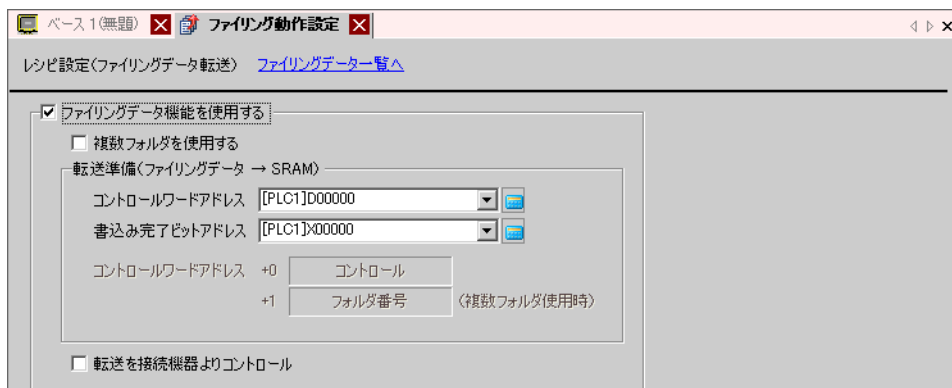 ベース 1(無題) ファイリング動作設定
レシピ設定(ファイリングデータ転送) ファイリングデータ一覧へ
ファイリングデータ機能を使用する
複数フォルダを使用する
転送準備(ファイリングデータ → SRAM)
コントロールワードアドレス [PLC1]D00000
書込み完了ビットアドレス [PLC1]X00000
コントロールワードアドレス +0 コントロール
+1 フォルダ番号 (複数フォルダ使用時)
転送を接続機器よりコントロール